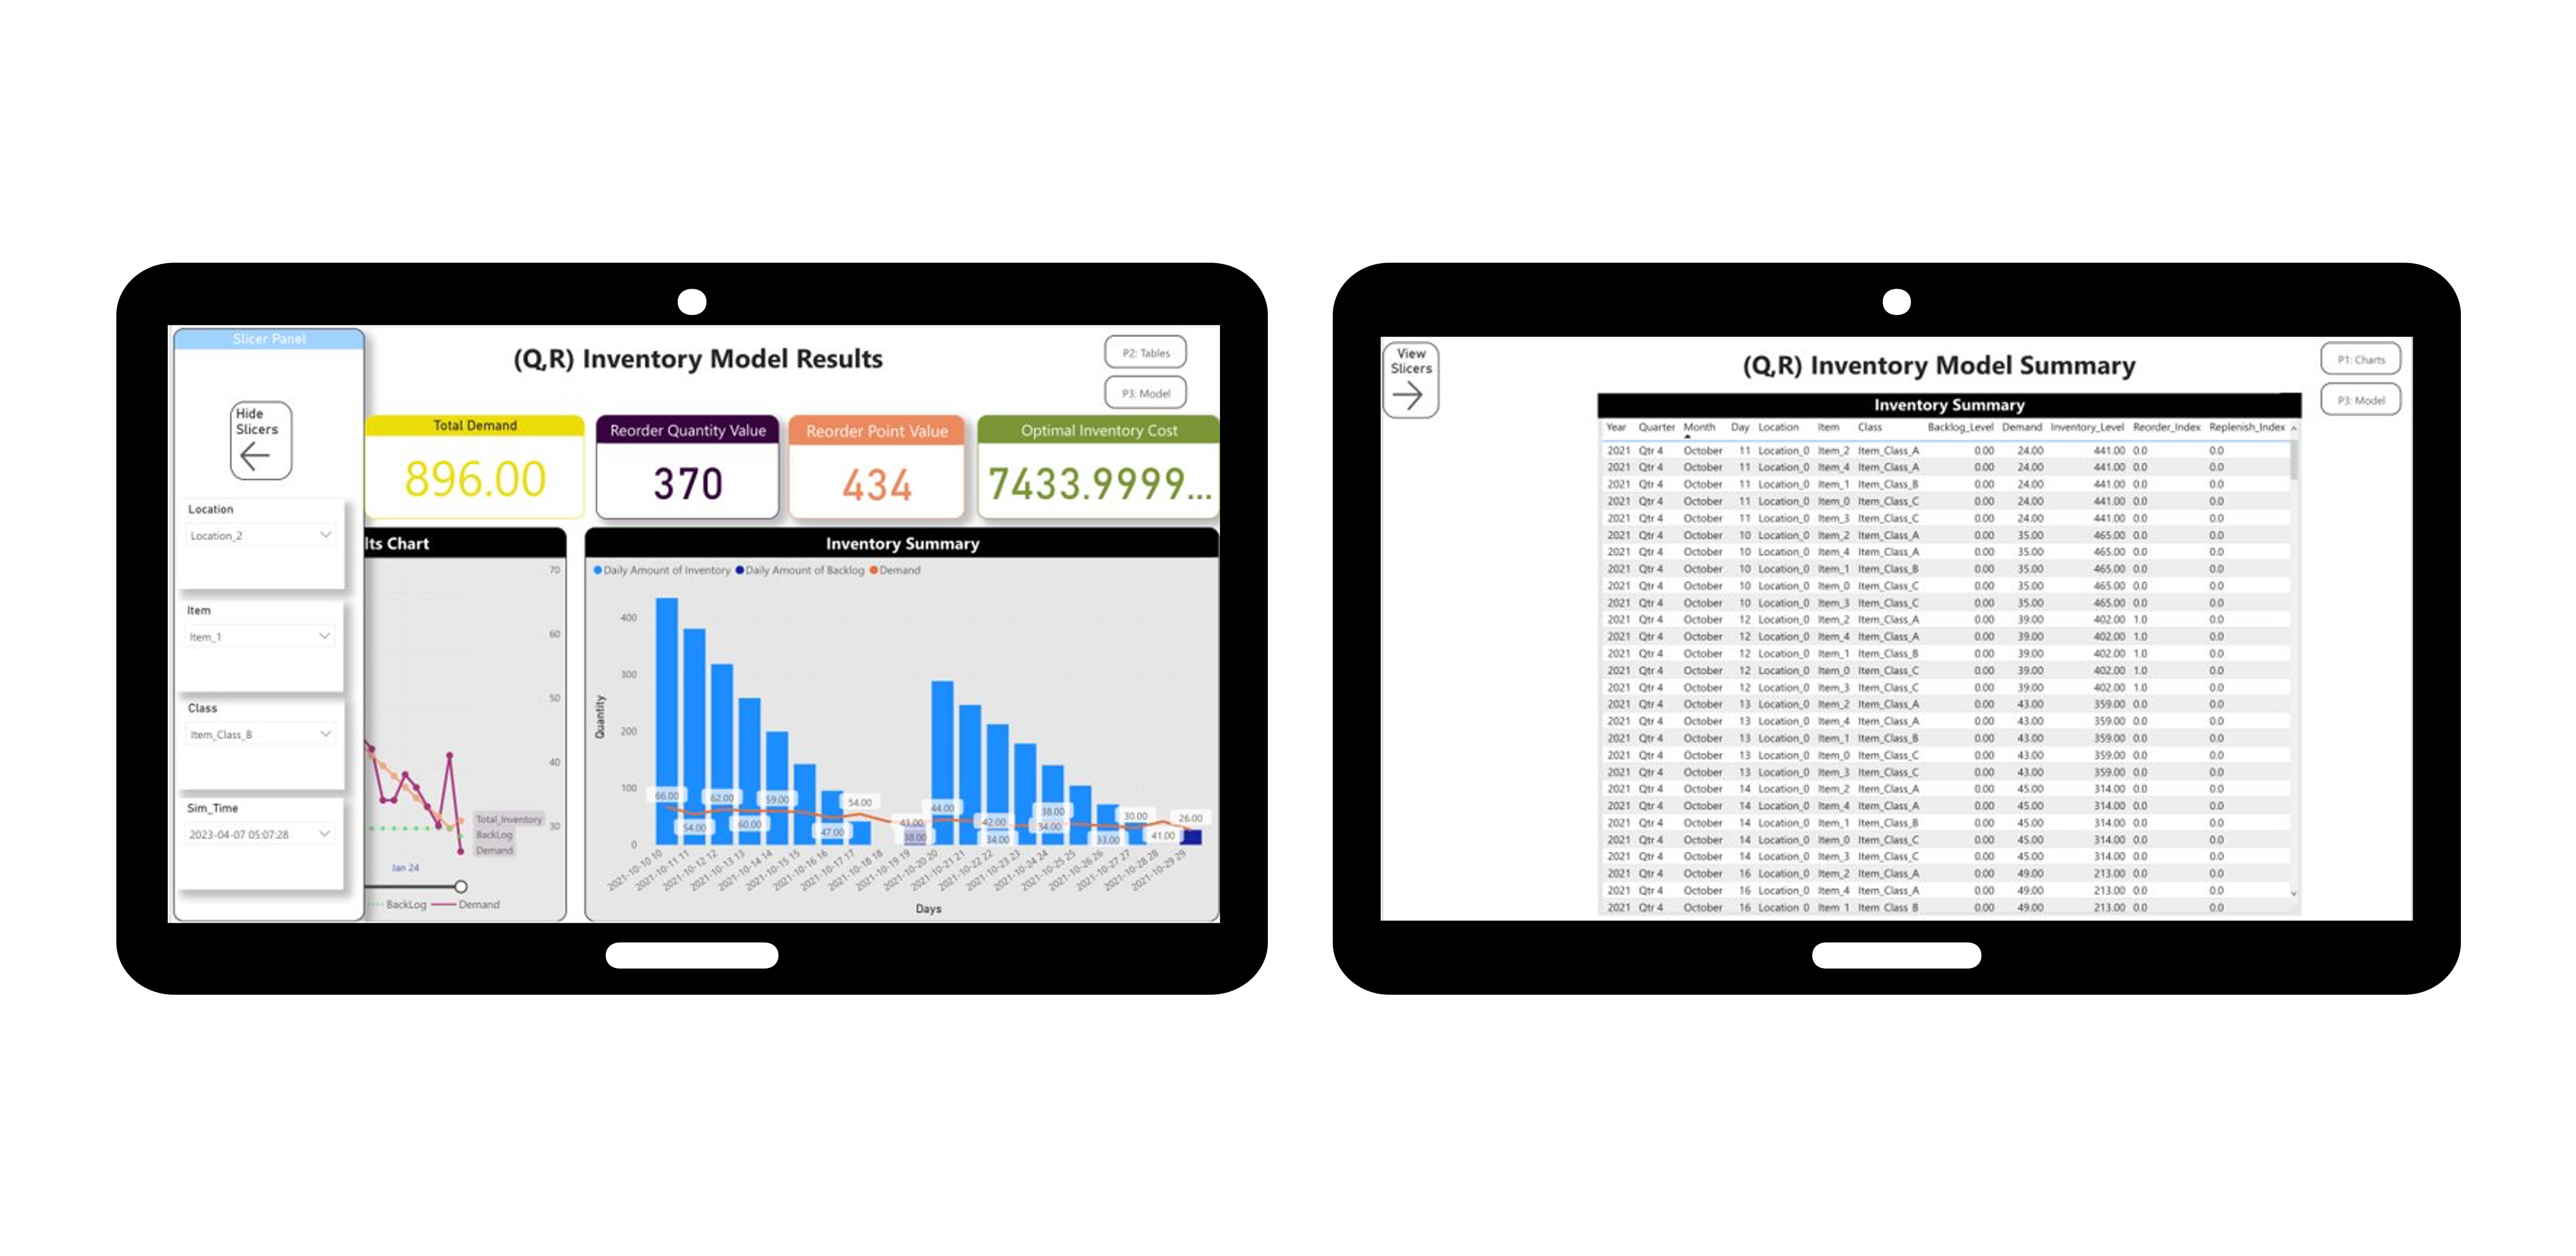 Slicer Panel
Hide
Slicers
Location
Location_2
Item
Item_1
Class
Item_Class_B
Sim_Time
2023-04-07 05:07:28
(Q,R) Inventory Model Results
P2: Tables
P3: Model
Total Demand
896.00
Reorder Quantity Value
370
Reorder Point Value
434
Optimal Inventory Cost
7433.9999...
lts Chart
70
60
50
40
30
Total_Inventory
BackLog
Demand
Jan 24
BackLog Demand
Inventory Summary
Daily Amount of Inventory Daily Amount of Backlog Demand
Quantity
400
300
200
100
0
66.00 62.00 59.00 54.00 44.00 38.00 30.00 26.00
54.00 60.00 47.00 41.00 38.00 42.00 34.00 34.00 33.00 41.00
2021-10-10 10
2021-10-11 11
2021-10-12 12
2021-10-13 13
2021-10-14 14
2021-10-15 15
2021-10-16 16
2021-10-17 17
2021-10-18 18
2021-10-19 19
2021-10-20 20
2021-10-21 21
2021-10-22 22
2021-10-23 23
2021-10-24 24
2021-10-25 25
2021-10-26 26
2021-10-27 27
2021-10-28 28
2021-10-29 29
Days
View
Slicers
(Q,R) Inventory Model Summary
P1: Charts
P3: Model
Inventory Summary
Year Quarter Month Day Location Item Class Backlog_Level Demand Inventory_Level Reorder_Index Replenish_Index
2021 Qtr 4 October 11 Location_0 Item_2 Item_Class_A 0.00 24.00 441.00 0.0 0.0
2021 Qtr 4 October 11 Location_0 Item_4 Item_Class_A 0.00 24.00 441.00 0.0 0.0
2021 Qtr 4 October 11 Location_0 Item_1 Item_Class_B 0.00 24.00 441.00 0.0 0.0
2021 Qtr 4 October 11 Location_0 Item_0 Item_Class_C 0.00 24.00 441.00 0.0 0.0
2021 Qtr 4 October 11 Location_0 Item_3 Item_Class_C 0.00 24.00 441.00 0.0 0.0
2021 Qtr 4 October 10 Location_0 Item_2 Item_Class_A 0.00 35.00 465.00 0.0 0.0
2021 Qtr 4 October 10 Location_0 Item_4 Item_Class_A 0.00 35.00 465.00 0.0 0.0
2021 Qtr 4 October 10 Location_0 Item_1 Item_Class_B 0.00 35.00 465.00 0.0 0.0
2021 Qtr 4 October 10 Location_0 Item_0 Item_Class_C 0.00 35.00 465.00 0.0 0.0
2021 Qtr 4 October 10 Location_0 Item_3 Item_Class_C 0.00 35.00 465.00 0.0 0.0
2021 Qtr 4 October 12 Location_0 Item_2 Item_Class_A 0.00 39.00 402.00 1.0 0.0
2021 Qtr 4 October 12 Location_0 Item_4 Item_Class_A 0.00 39.00 402.00 1.0 0.0
2021 Qtr 4 October 12 Location_0 Item_1 Item_Class_B 0.00 39.00 402.00 1.0 0.0
2021 Qtr 4 October 12 Location_0 Item_0 Item_Class_C 0.00 39.00 402.00 1.0 0.0
2021 Qtr 4 October 12 Location_0 Item_3 Item_Class_C 0.00 39.00 402.00 1.0 0.0
2021 Qtr 4 October 13 Location_0 Item_2 Item_Class_A 0.00 43.00 359.00 0.0 0.0
2021 Qtr 4 October 13 Location_0 Item_4 Item_Class_A 0.00 43.00 359.00 0.0 0.0
2021 Qtr 4 October 13 Location_0 Item_1 Item_Class_B 0.00 43.00 359.00 0.0 0.0
2021 Qtr 4 October 13 Location_0 Item_0 Item_Class_C 0.00 43.00 359.00 0.0 0.0
2021 Qtr 4 October 13 Location_0 Item_3 Item_Class_C 0.00 43.00 359.00 0.0 0.0
2021 Qtr 4 October 14 Location_0 Item_2 Item_Class_A 0.00 45.00 314.00 0.0 0.0
2021 Qtr 4 October 14 Location_0 Item_4 Item_Class_A 0.00 45.00 314.00 0.0 0.0
2021 Qtr 4 October 14 Location_0 Item_1 Item_Class_B 0.00 45.00 314.00 0.0 0.0
2021 Qtr 4 October 14 Location_0 Item_0 Item_Class_C 0.00 45.00 314.00 0.0 0.0
2021 Qtr 4 October 14 Location_0 Item_3 Item_Class_C 0.00 45.00 314.00 0.0 0.0
2021 Qtr 4 October 16 Location_0 Item_2 Item_Class_A 0.00 49.00 213.00 0.0 0.0
2021 Qtr 4 October 16 Location_0 Item_4 Item_Class_A 0.00 49.00 213.00 0.0 0.0
2021 Qtr 4 October 16 Location_0 Item_1 Item_Class_B 0.00 49.00 213.00 0.0 0.0